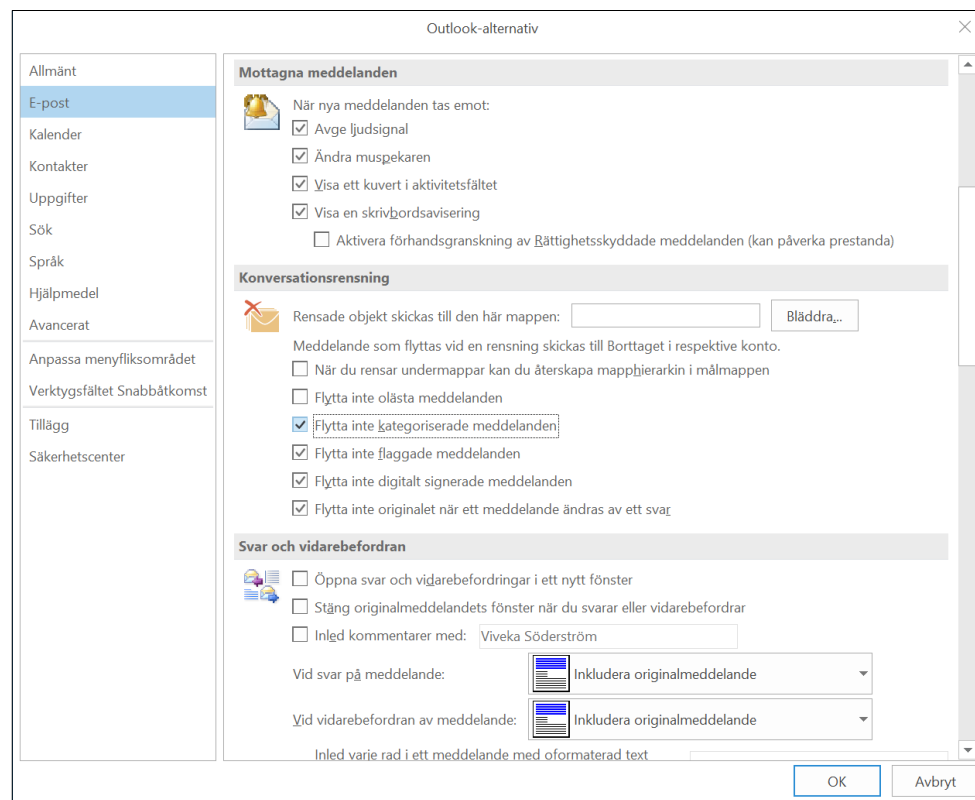 Outlook-alternativ
Allmänt
E-post
Kalender
Kontakter
Uppgifter
Sök
Språk
Hjälpmedel
Avancerat
Anpassa menyfliksområdet
Verktygsfältet Snabbåtkomst
Tillägg
Säkerhetscenter
Mottagna meddelanden
När nya meddelanden tas emot:
Avge ljudsignal
Ändra muspekaren
Visa ett kuvert i aktivitetsfältet
Visa en skrivbordsavisering
Aktivera förhandsgranskning av Rättighetsskyddade meddelanden (kan påverka prestanda)
Konversationsrensning
Rensade objekt skickas till den här mappen: Bläddra...
Meddelande som flyttas vid en rensning skickas till Borttaget i respektive konto.
När du rensar undermappar kan du återskapa mapphierarkin i målmappen
Flytta inte olästa meddelanden
Flytta inte kategoriserade meddelanden
Flytta inte flaggade meddelanden
Flytta inte digitalt signerade meddelanden
Flytta inte originalet när ett meddelande ändras av ett svar
Svar och vidarebefordran
Öppna svar och vidarebefordringar i ett nytt fönster
Stäng originalmeddelandets fönster när du svarar eller vidarebefordrar
Inled kommentarer med: Viveka Söderström
Vid svar på meddelande: Inkludera originalmeddelande
Vid vidarebefordran av meddelande: Inkludera originalmeddelande
Inled varje rad i ett meddelande med oformaterad text
OK Avbryt